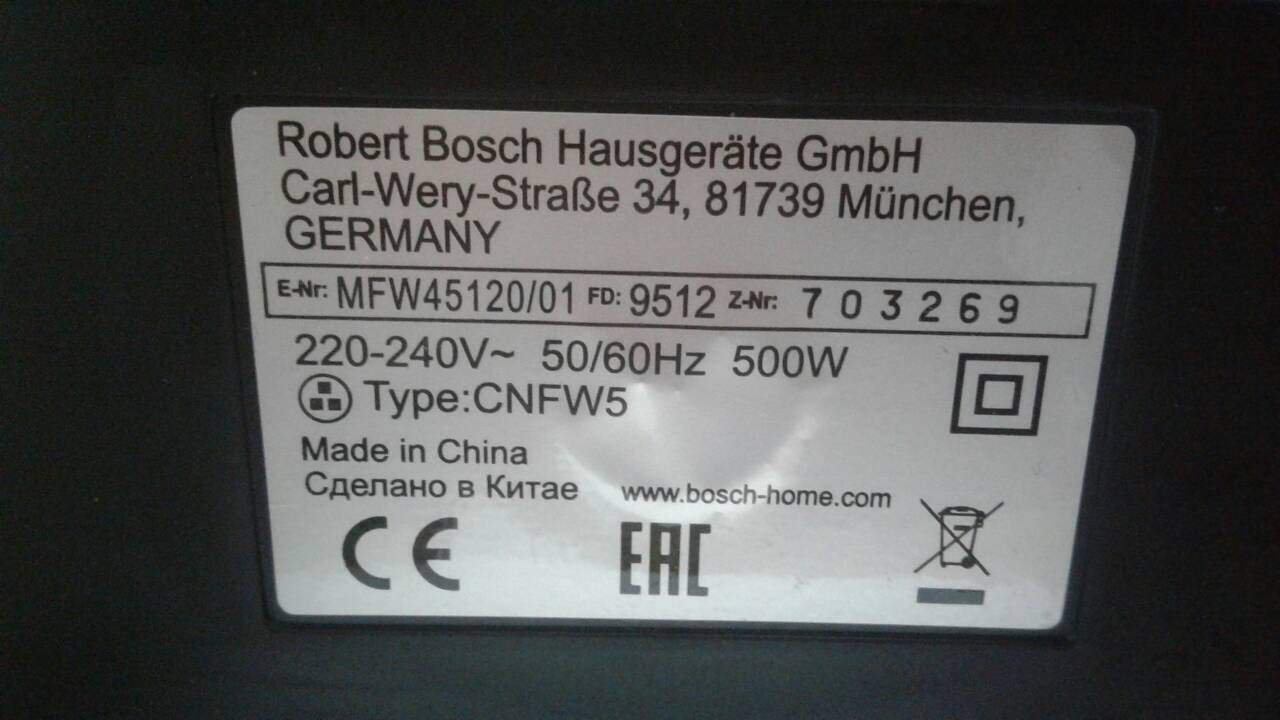 Robert Bosch Hausgeräte GmbH
Carl-Wery-Straße 34, 81739 München,
GERMANY
E-Nr: MFW45120/01 FD: 9512 Z-Nr: 703269
220-240V~ 50/60Hz 500W
Type:CNFW5
Made in China
Сделано в Китае
www.bosch-home.com
CE
EAC